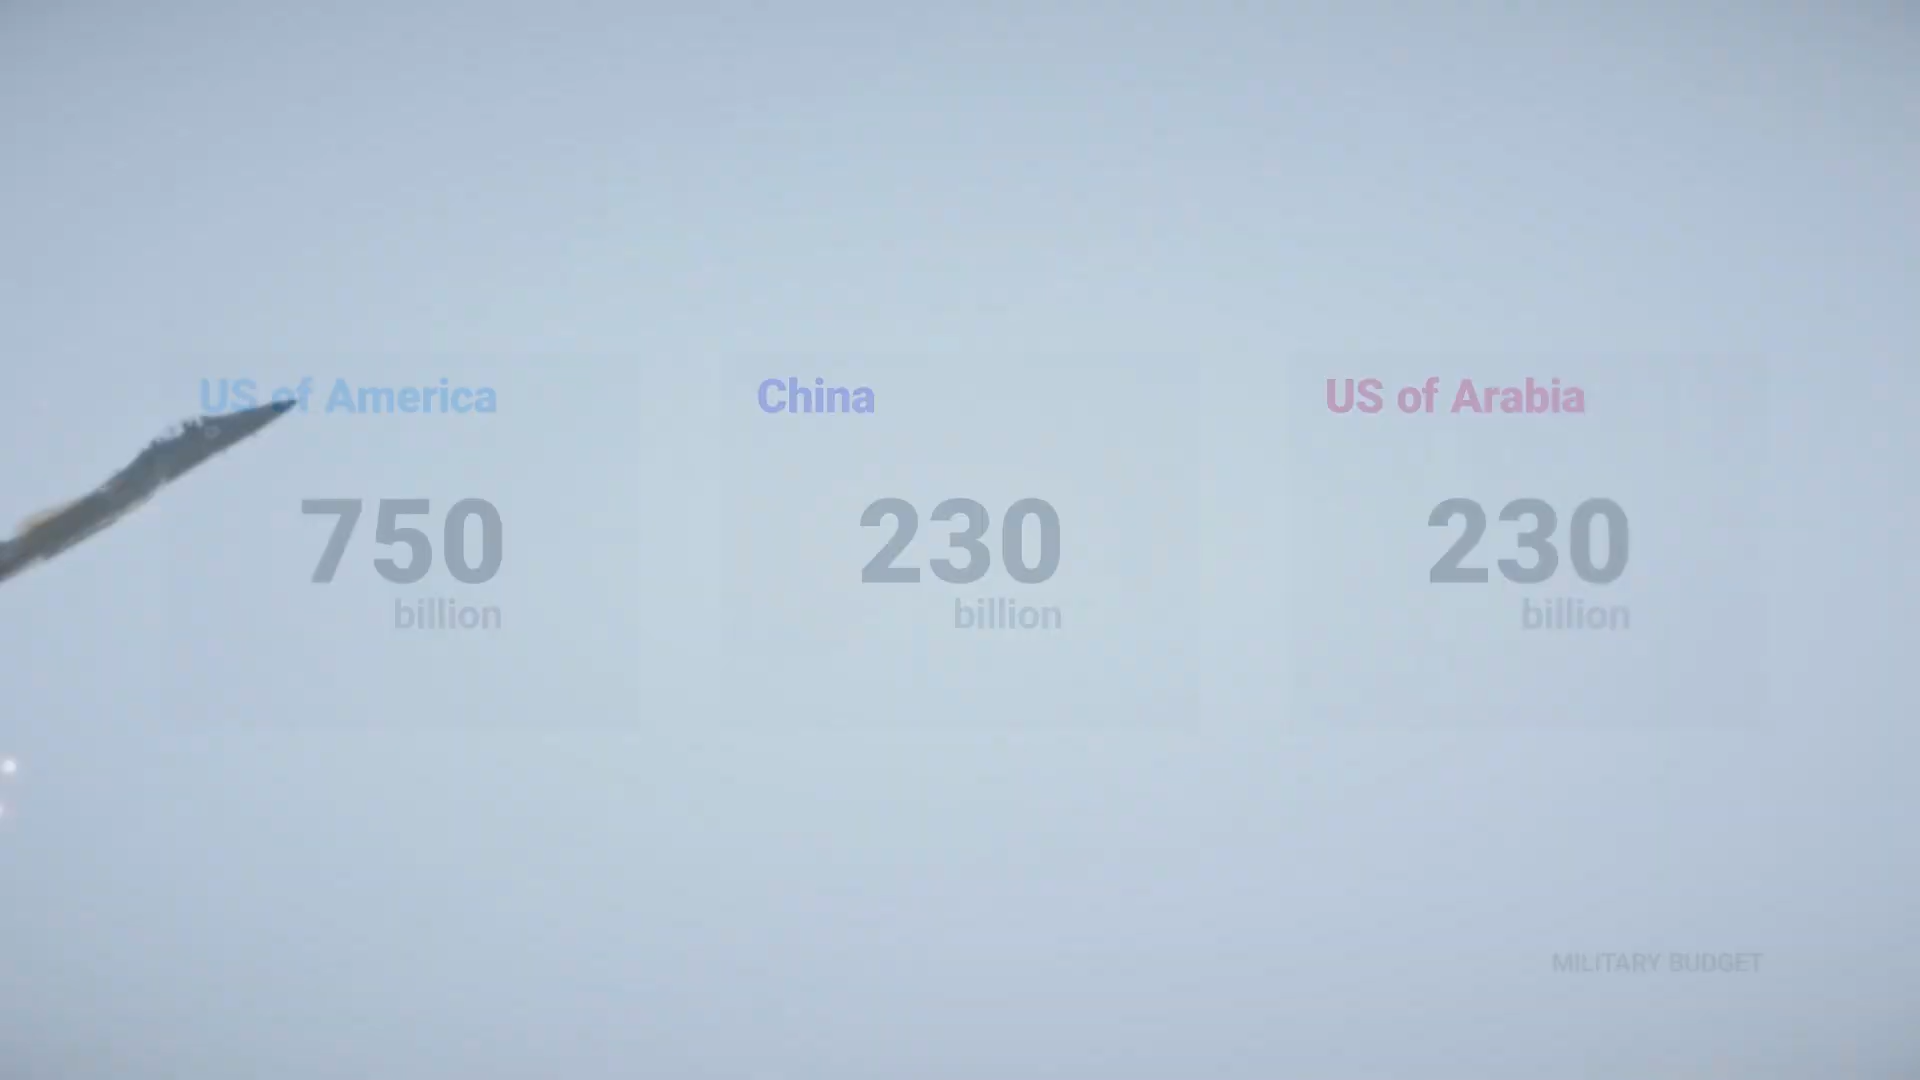 US of America
China
US of Arabia
750
230
230
billion
billion
billion
MILITARY BUDGET